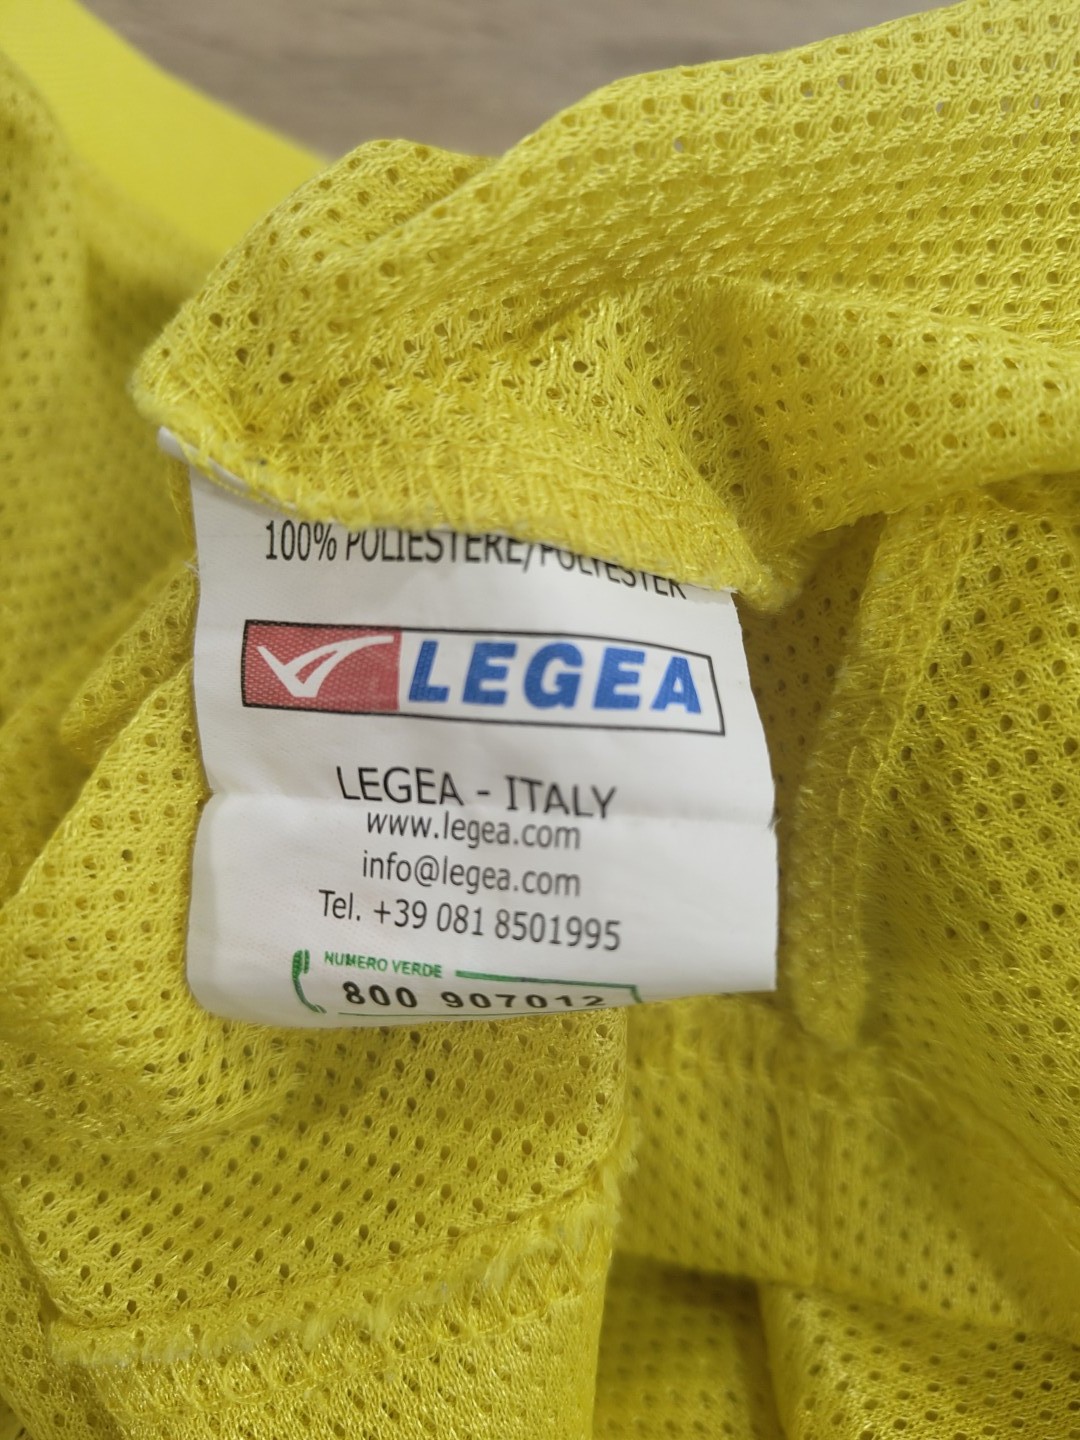 100% POLIESTERE/POLYESTER
LEGEA
LEGEA - ITALY
www.legea.com
info@legea.com
Tel. +39 081 8501995
NUMERO VERDE
800 907012